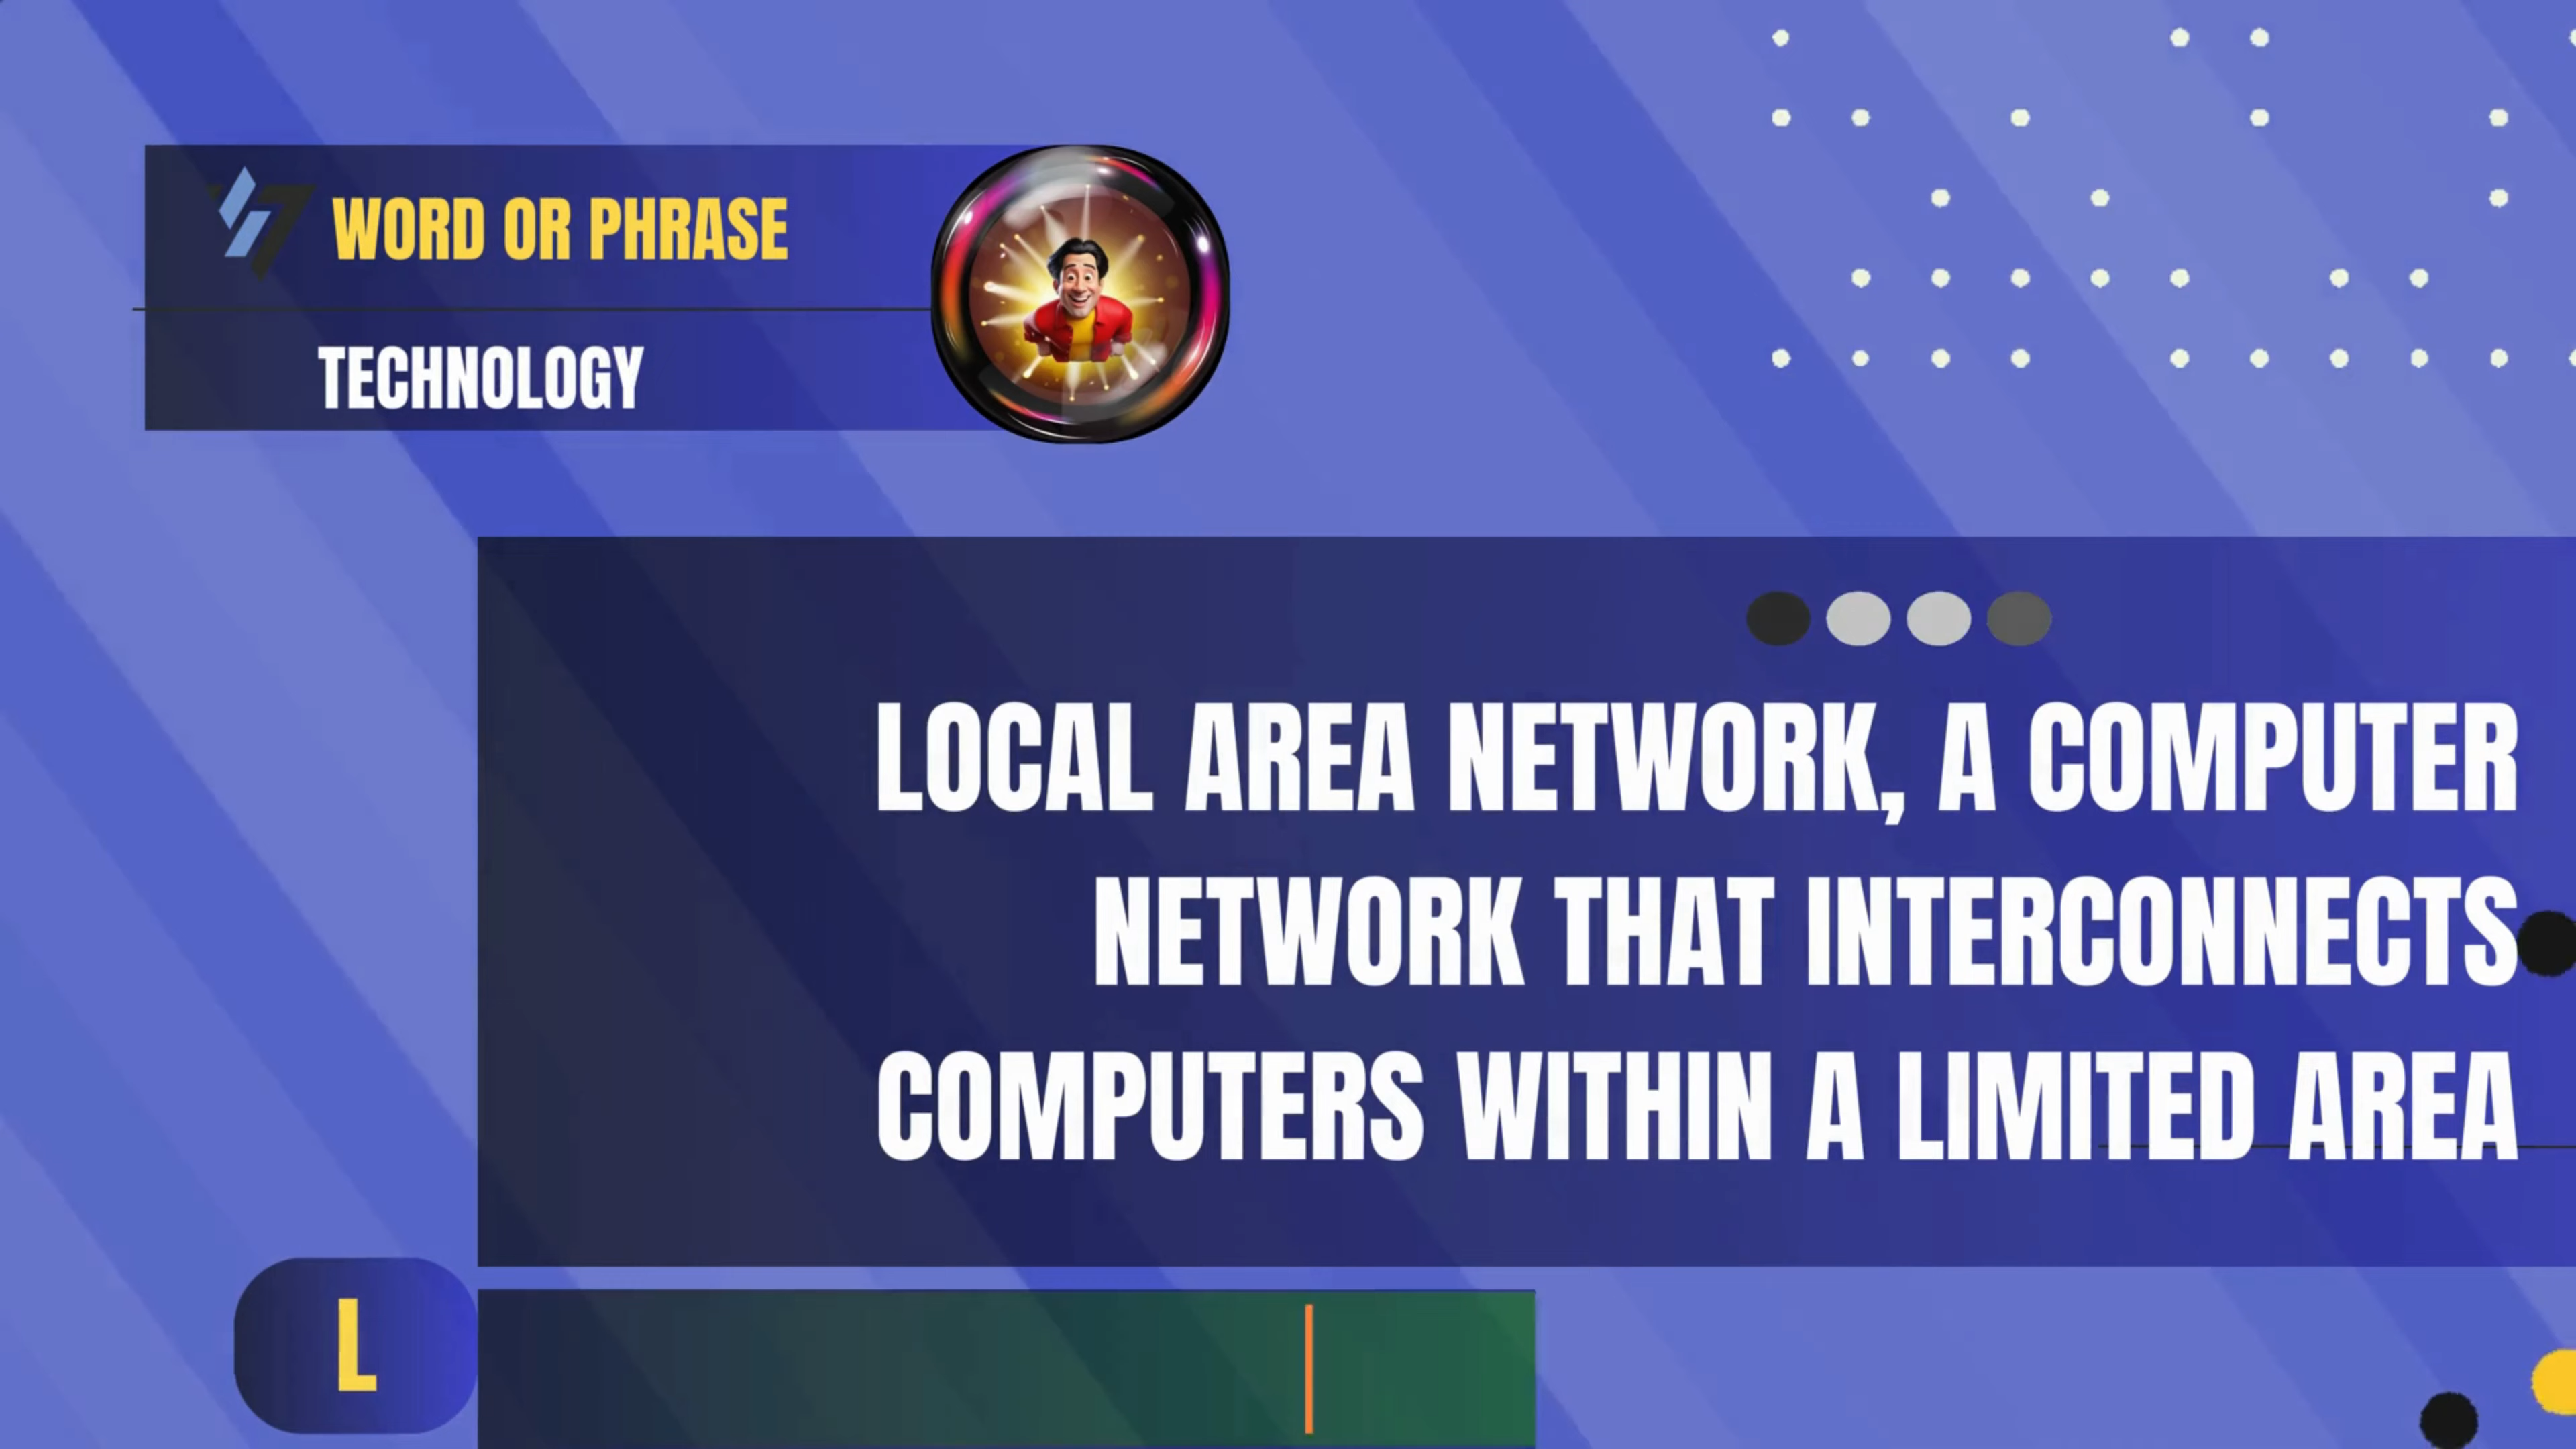 WORD OR PHRASE
TECHNOLOGY
LOCAL AREA NETWORK, A COMPUTER
NETWORK THAT INTERCONNECTS
COMPUTERS WITHIN A LIMITED AREA
L